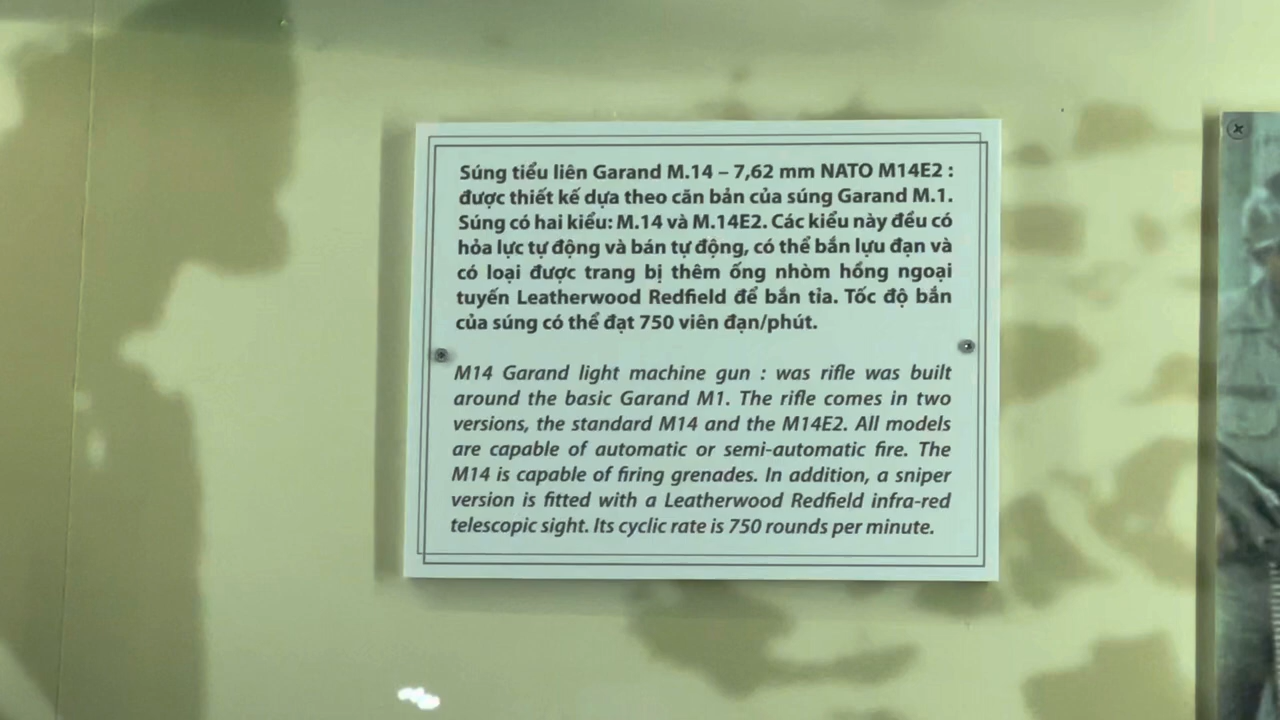 Súng tiểu liên Garand M.14 – 7,62 mm NATO M14E2 :
được thiết kế dựa theo căn bản của súng Garand M.1.
Súng có hai kiểu: M.14 và M.14E2. Các kiểu này đều có
hỏa lực tự động và bán tự động, có thể bắn lựu đạn và
có loại được trang bị thêm ống nhòm hồng ngoại
tuyến Leatherwood Redfield để bắn tỉa. Tốc độ bắn
của súng có thể đạt 750 viên đạn/phút.
M14 Garand light machine gun : was rifle was built
around the basic Garand M1. The rifle comes in two
versions, the standard M14 and the M14E2. All models
are capable of automatic or semi-automatic fire. The
M14 is capable of firing grenades. In addition, a sniper
version is fitted with a Leatherwood Redfield infra-red
telescopic sight. Its cyclic rate is 750 rounds per minute.